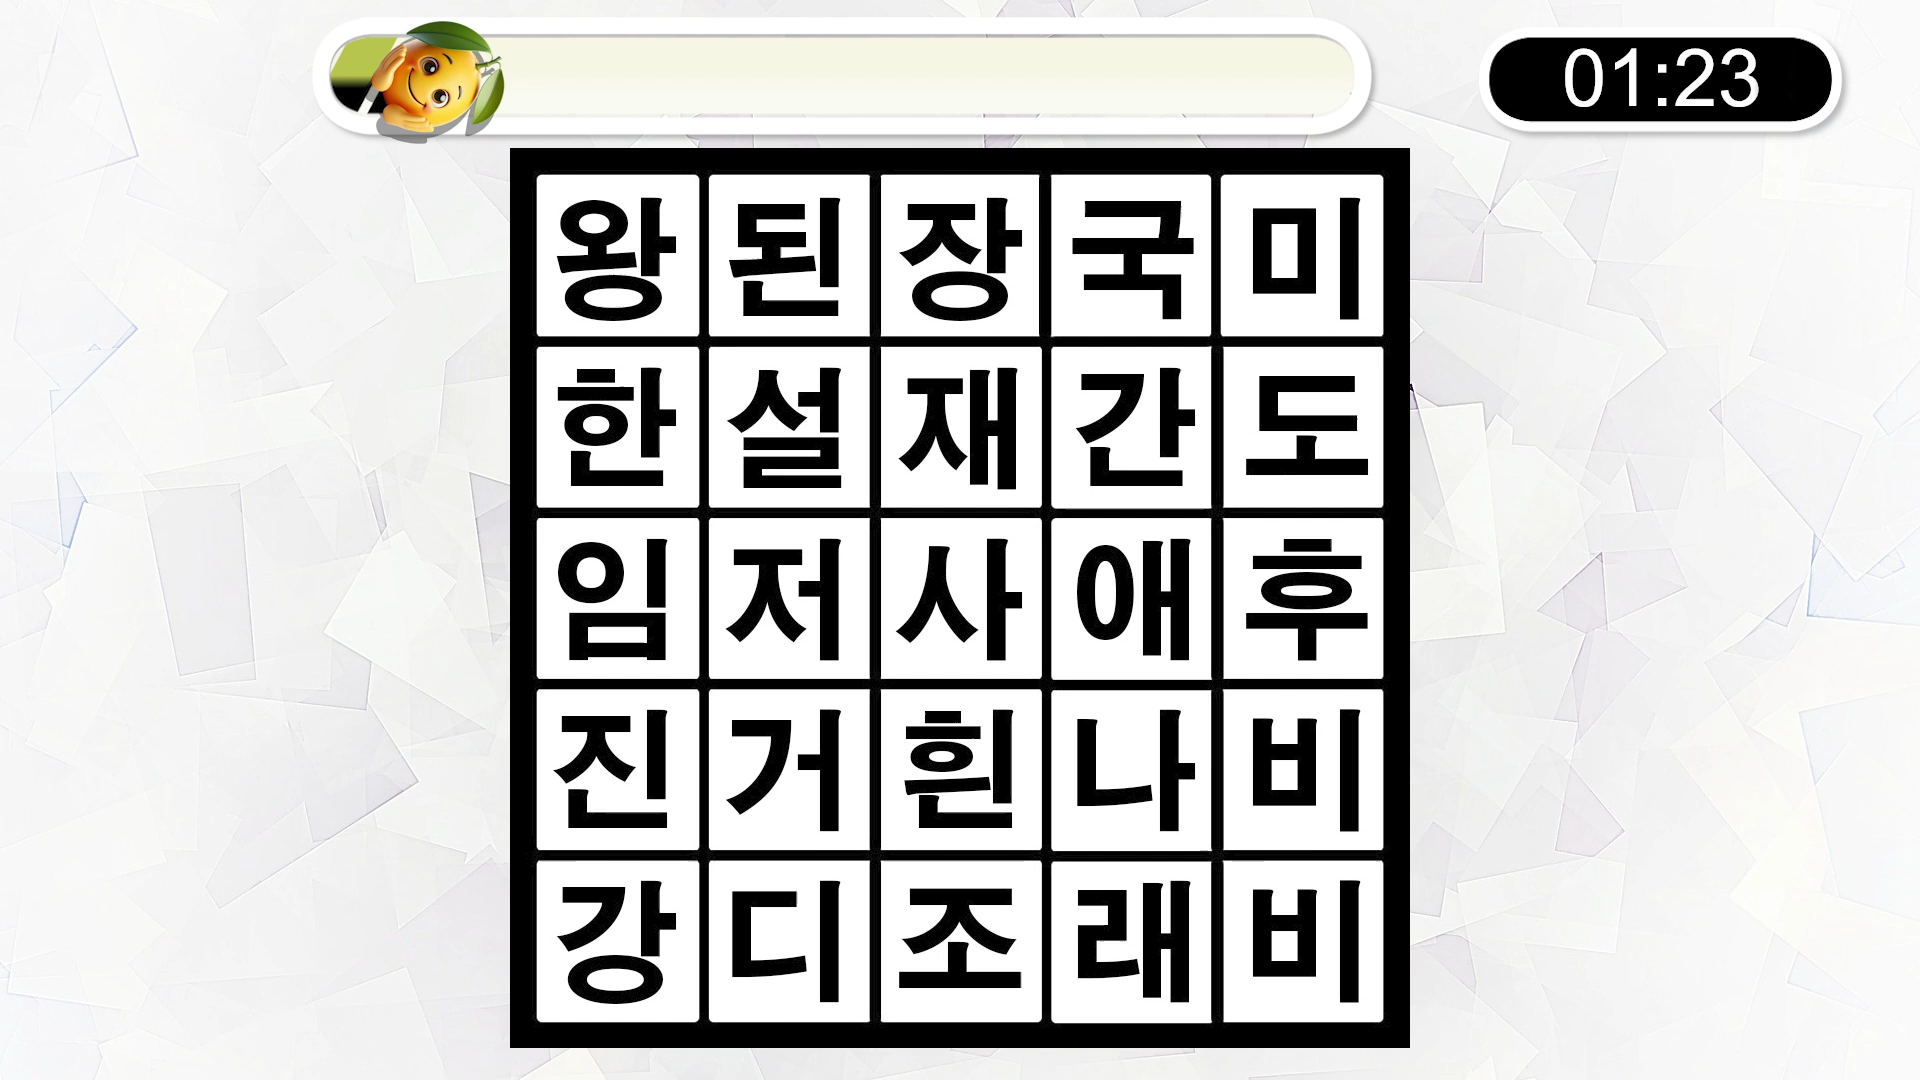 01:23
왕 된 장 국 미
한 설 재 간 도
임 저 사 애 후
진 거 흰 나 비
강 디 조 래 비